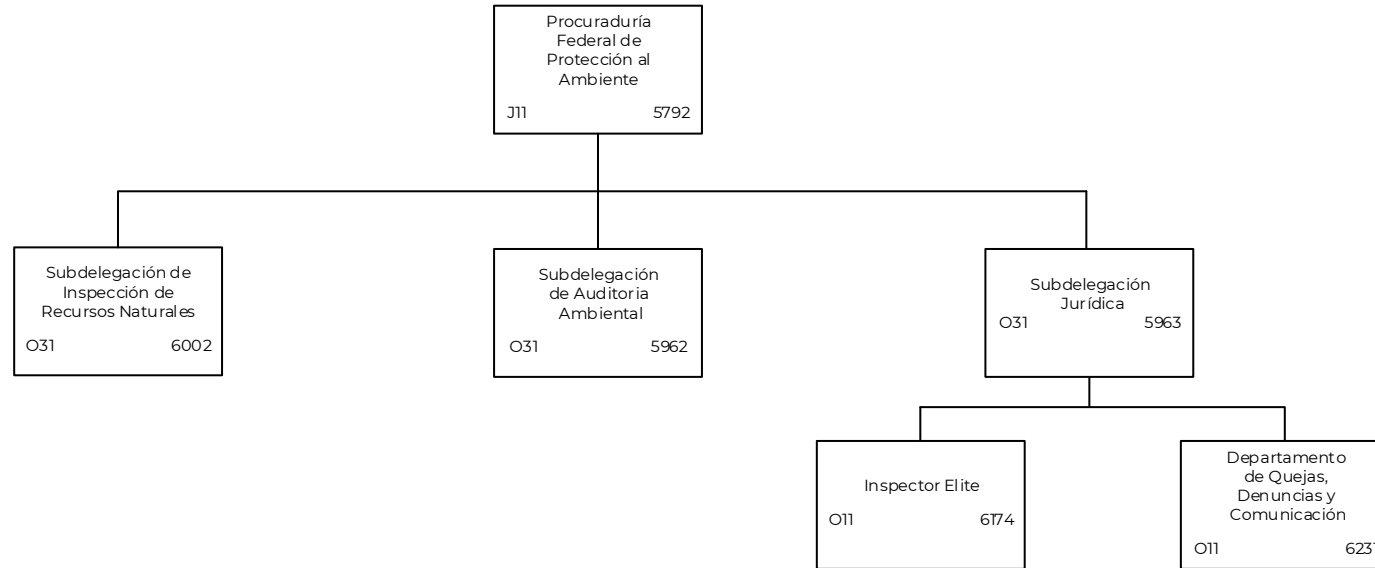 Procuraduría
Federal de
Protección al
Ambiente
J11 5792
Subdelegación de
Inspección de
Recursos Naturales
O31 6002
Subdelegación
de Auditoria
Ambiental
O31 5962
Subdelegación
Jurídica
O31 5963
Inspector Elite
O11 6174
Departamento
de Quejas,
Denuncias y
Comunicación
O11 6231